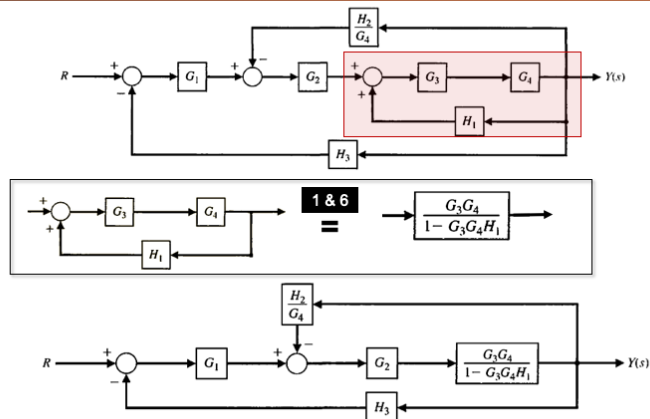 H₂
G₄
R + − G₁ + − G₂ + + G₃ G₄ Y(s)
H₁
H₃
+ + G₃ G₄ 1 & 6 = G₃G₄
1− G₃G₄H₁
H₁
H₂
G₄
R + − G₁ + − G₂ G₃G₄ Y(s)
1− G₃G₄H₁
H₃